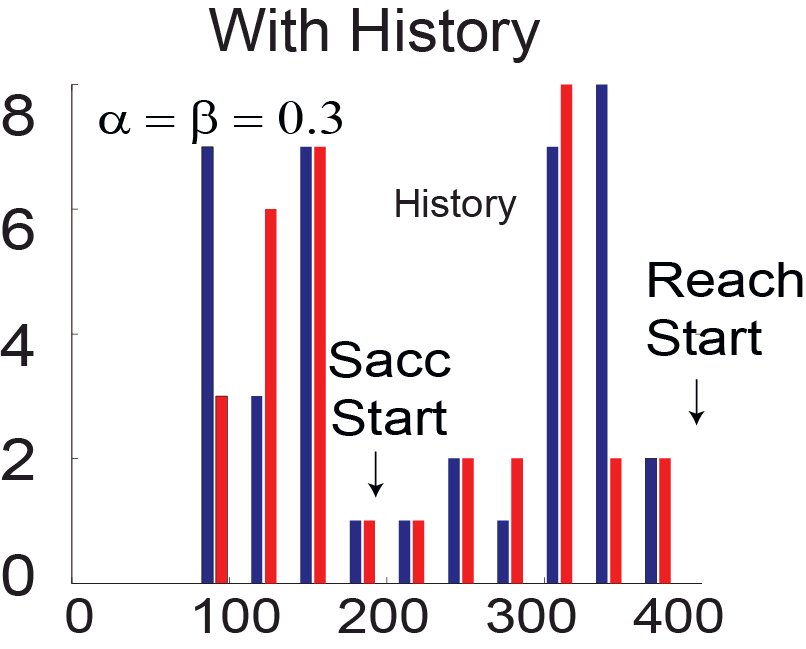 With History
8
α = β = 0.3
History
6
Reach
Start
4
Sacc
Start
2
0
0 100 200 300 400